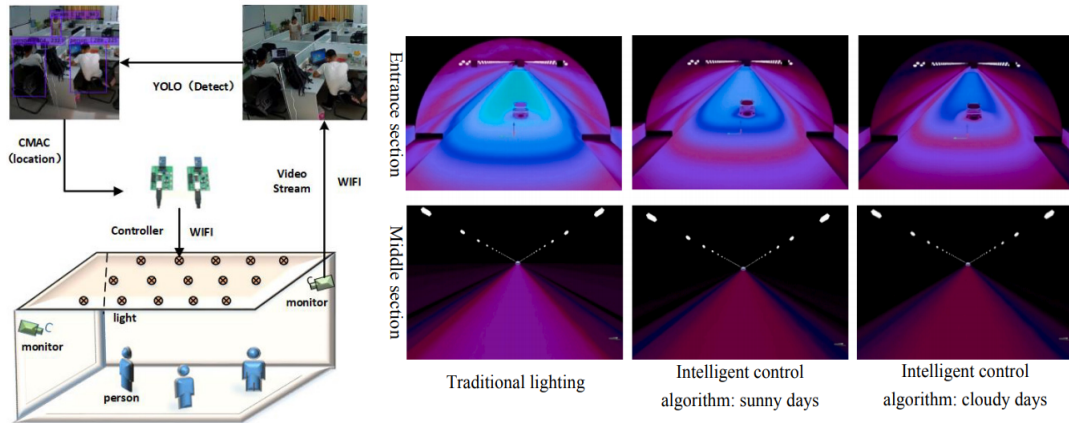 YOLO（Detect）
CMAC
（location）
Video
Stream
WIFI
Controller
WIFI
C
monitor
light
C
monitor
person
Entrance section
Middle section
Traditional lighting
Intelligent control
algorithm: sunny days
Intelligent control
algorithm: cloudy days